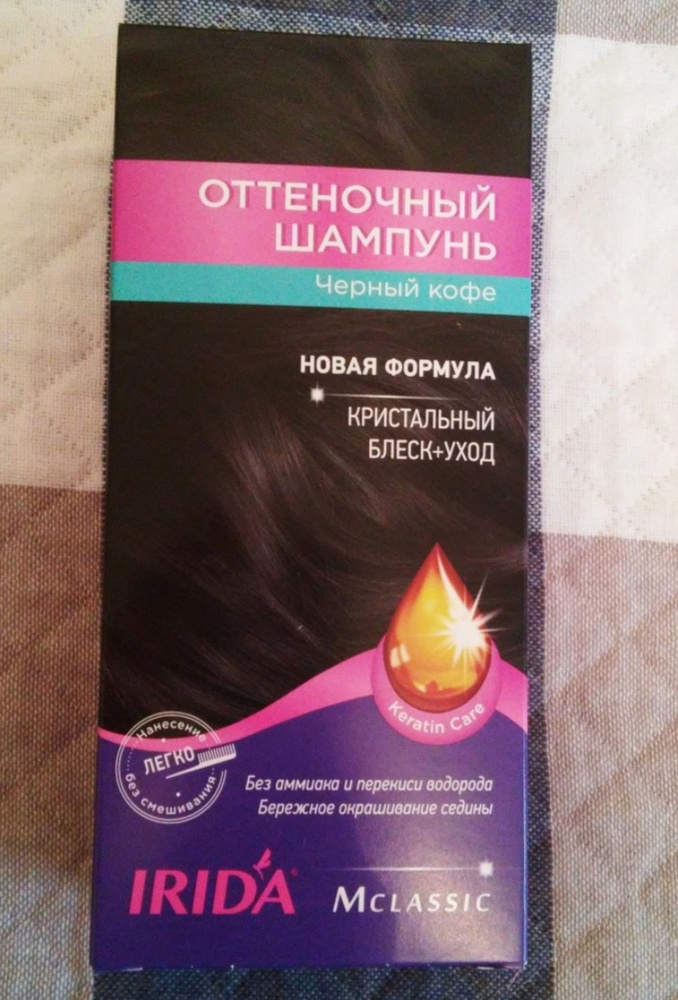 ОТТЕНОЧНЫЙ
ШАМПУНЬ
Черный кофе
НОВАЯ ФОРМУЛА
КРИСТАЛЬНЫЙ
БЛЕСК+УХОД
Keratin Care
Нанесение
ЛЕГКО
без смешивания
Без аммиака и перекиси водорода
Бережное окрашивание седины
IRIDA®
MCLASSIC